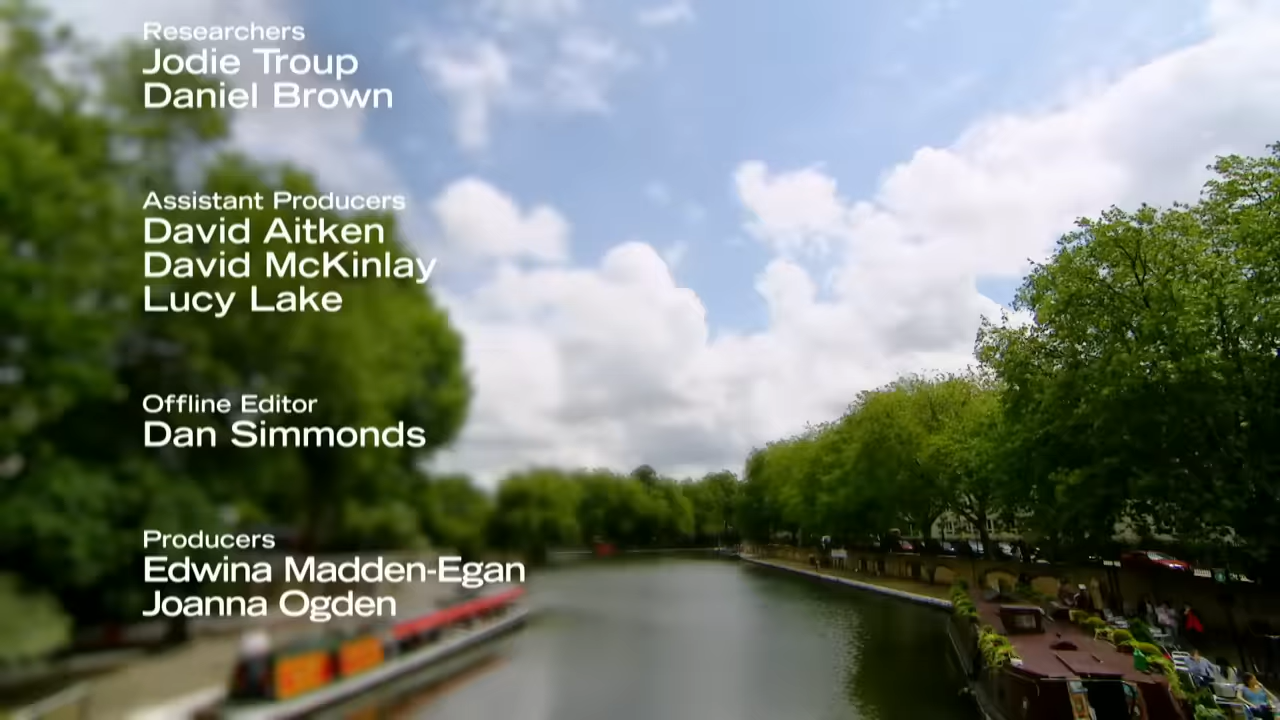 Researchers
Jodie Troup
Daniel Brown
Assistant Producers
David Aitken
David McKinlay
Lucy Lake
Offline Editor
Dan Simmonds
Producers
Edwina Madden-Egan
Joanna Ogden